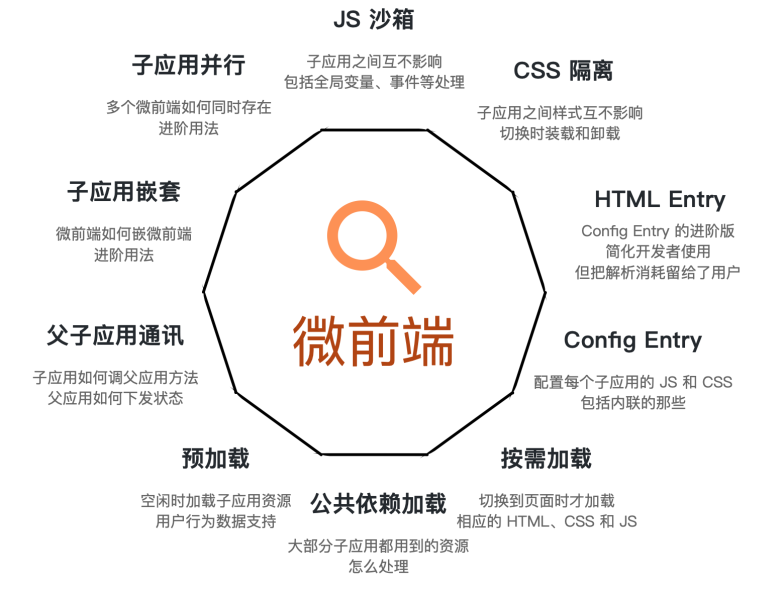 JS 沙箱
子应用之间互不影响
包括全局变量、事件等处理
CSS 隔离
子应用之间样式互不影响
切换时装载和卸载
HTML Entry
Config Entry 的进阶版
简化开发者使用
但把解析消耗留给了用户
Config Entry
配置每个子应用的 JS 和 CSS
包括内联的那些
按需加载
切换到页面时才加载
相应的 HTML、CSS 和 JS
公共依赖加载
大部分子应用都用到的资源
怎么处理
预加载
空闲时加载子应用资源
用户行为数据支持
父子应用通讯
子应用如何调父应用方法
父应用如何下发状态
子应用嵌套
微前端如何嵌微前端
进阶用法
子应用并行
多个微前端如何同时存在
进阶用法
微前端